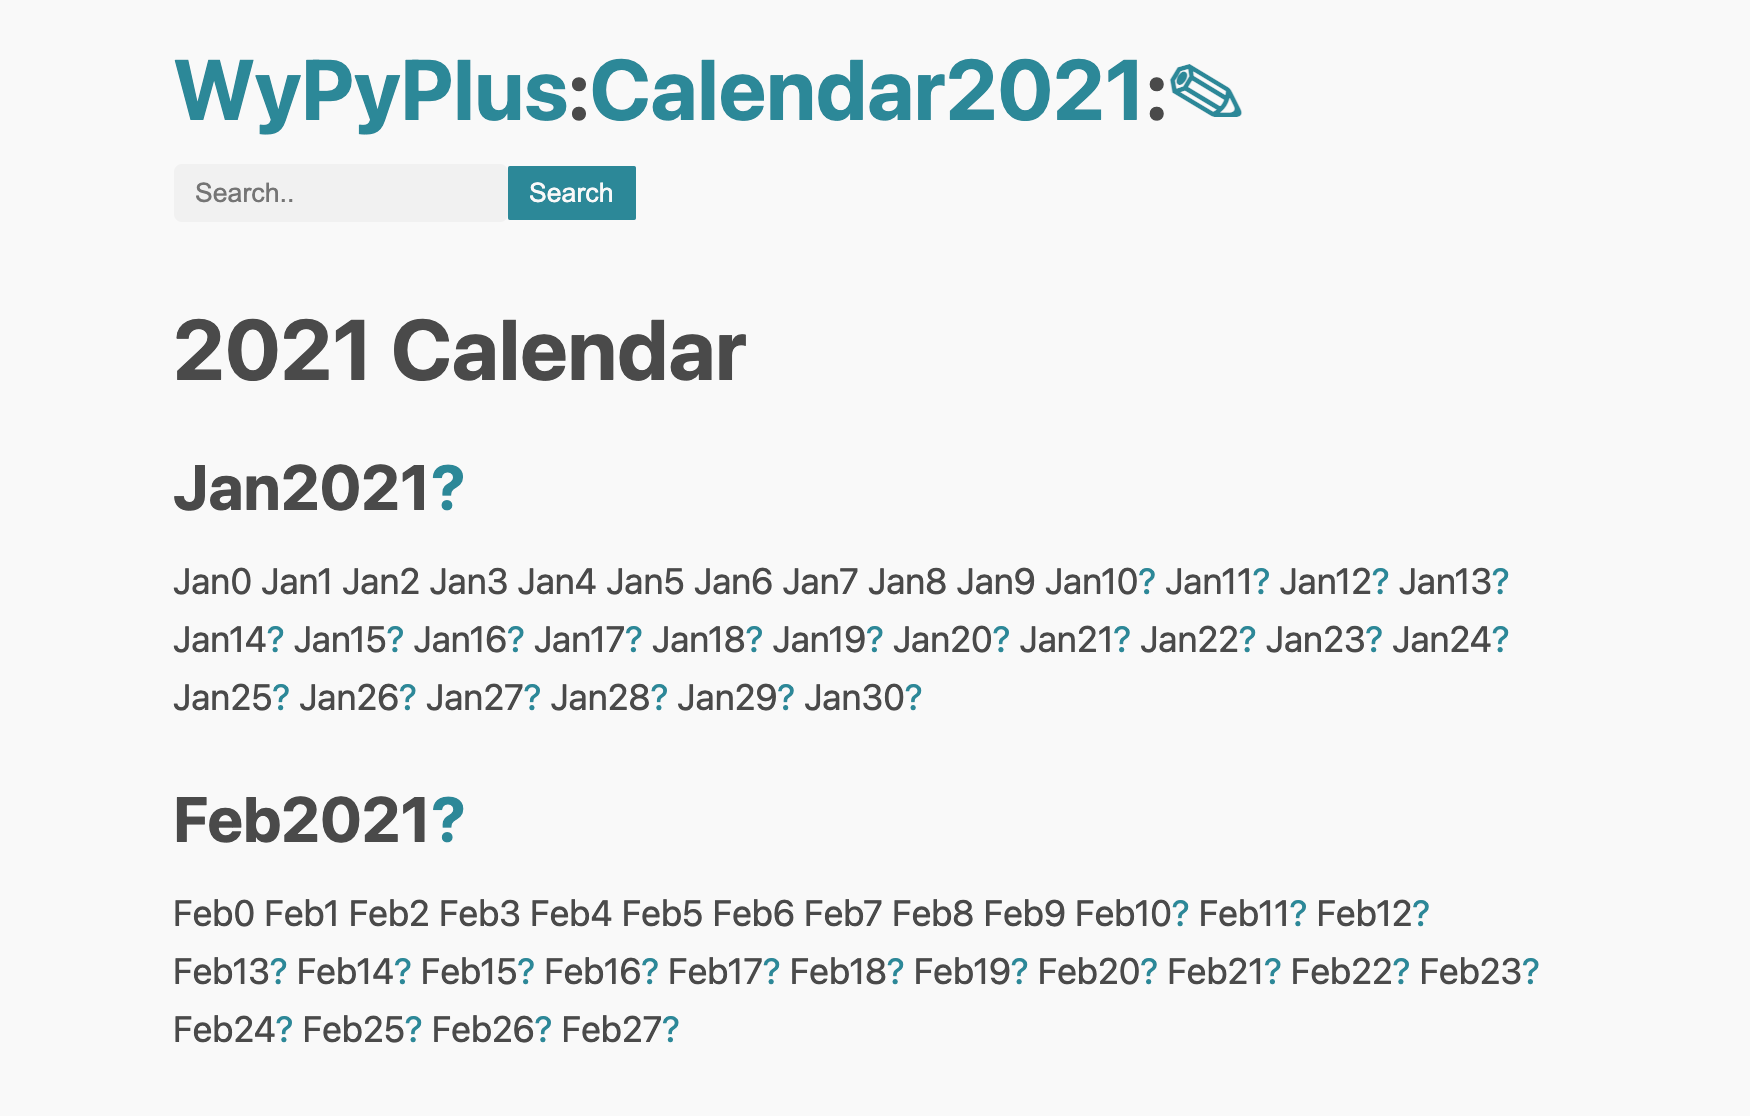 WyPyPlus:Calendar2021:✎
Search.. Search
2021 Calendar
Jan2021?
Jan0 Jan1 Jan2 Jan3 Jan4 Jan5 Jan6 Jan7 Jan8 Jan9 Jan10? Jan11? Jan12? Jan13?
Jan14? Jan15? Jan16? Jan17? Jan18? Jan19? Jan20? Jan21? Jan22? Jan23? Jan24?
Jan25? Jan26? Jan27? Jan28? Jan29? Jan30?
Feb2021?
Feb0 Feb1 Feb2 Feb3 Feb4 Feb5 Feb6 Feb7 Feb8 Feb9 Feb10? Feb11? Feb12?
Feb13? Feb14? Feb15? Feb16? Feb17? Feb18? Feb19? Feb20? Feb21? Feb22? Feb23?
Feb24? Feb25? Feb26? Feb27?